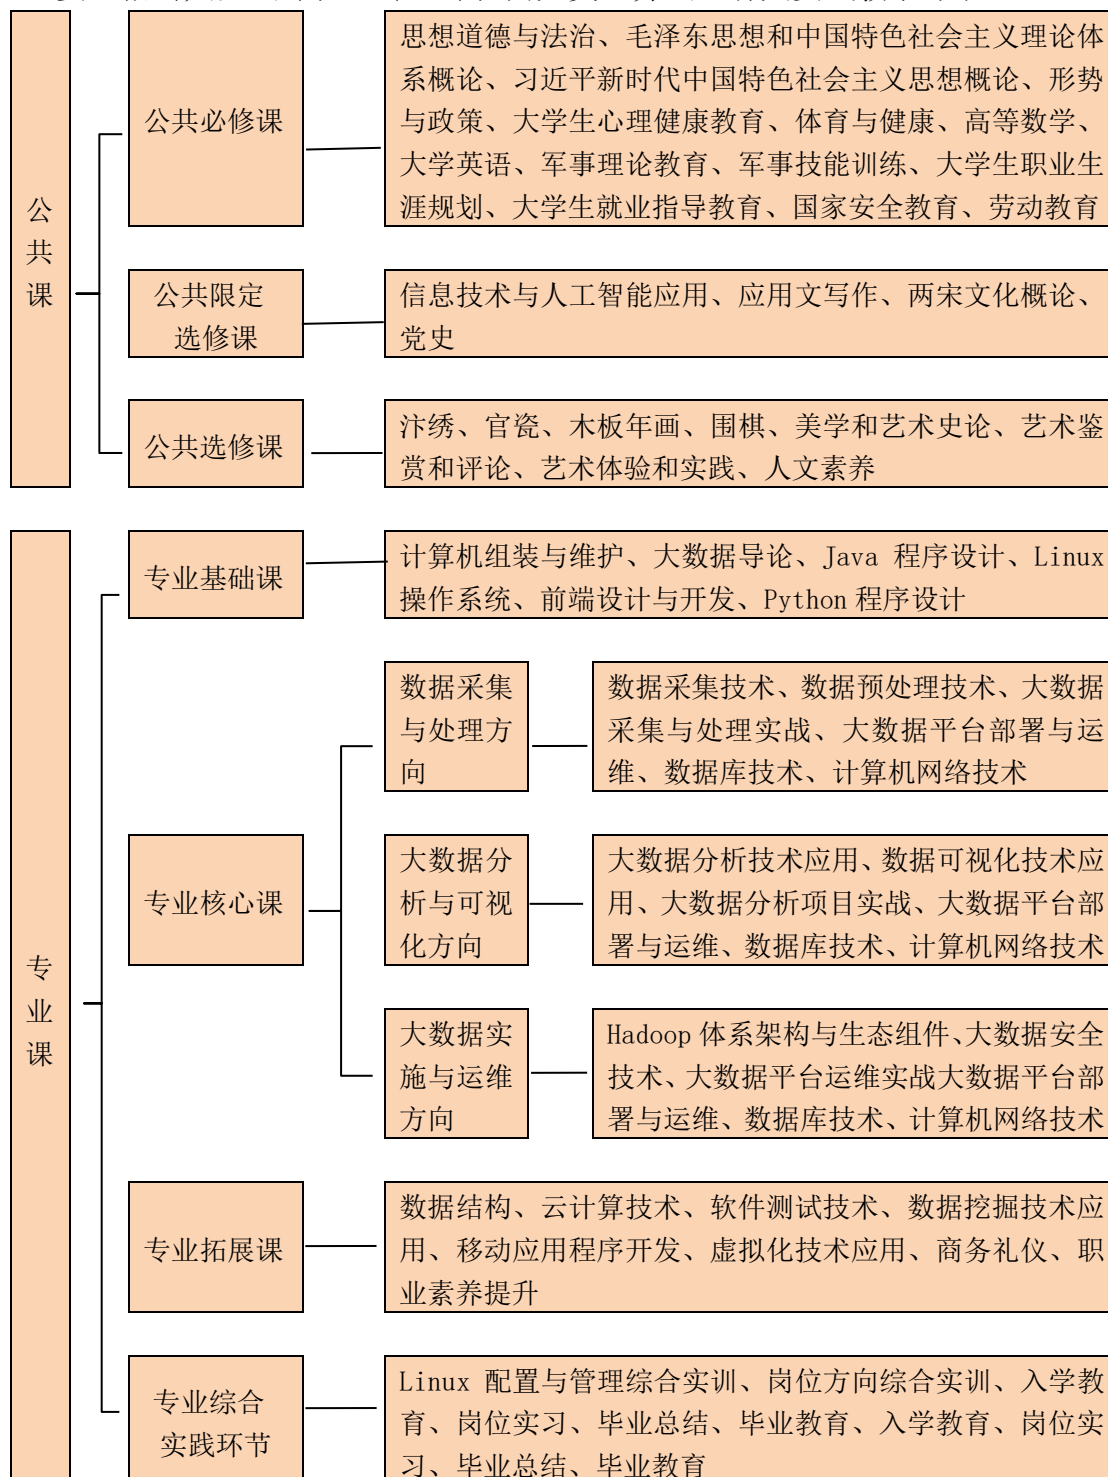 公共课
公共必修课
思想道德与法治、毛泽东思想和中国特色社会主义理论体
系概论、习近平新时代中国特色社会主义思想概论、形势
与政策、大学生心理健康教育、体育与健康、高等数学、
大学英语、军事理论教育、军事技能训练、大学生职业生
涯规划、大学生就业指导教育、国家安全教育、劳动教育
公共限定
选修课
信息技术与人工智能应用、应用文写作、两宋文化概论、
党史
公共选修课
汴绣、官瓷、木板年画、围棋、美学和艺术史论、艺术鉴
赏和评论、艺术体验和实践、人文素养
专业课
专业基础课
计算机组装与维护、大数据导论、Java 程序设计、Linux
操作系统、前端设计与开发、Python 程序设计
专业核心课
数据采集
与处理方
向
数据采集技术、数据预处理技术、大数据
采集与处理实战、大数据平台部署与运
维、数据库技术、计算机网络技术
大数据分
析与可视
化方向
大数据分析技术应用、数据可视化技术应
用、大数据分析项目实战、大数据平台部
署与运维、数据库技术、计算机网络技术
大数据实
施与运维
方向
Hadoop 体系架构与生态组件、大数据安全
技术、大数据平台运维实战大数据平台部
署与运维、数据库技术、计算机网络技术
专业拓展课
数据结构、云计算技术、软件测试技术、数据挖掘技术应
用、移动应用程序开发、虚拟化技术应用、商务礼仪、职
业素养提升
专业综合
实践环节
Linux 配置与管理综合实训、岗位方向综合实训、入学教
育、岗位实习、毕业总结、毕业教育、入学教育、岗位实
习、毕业总结、毕业教育